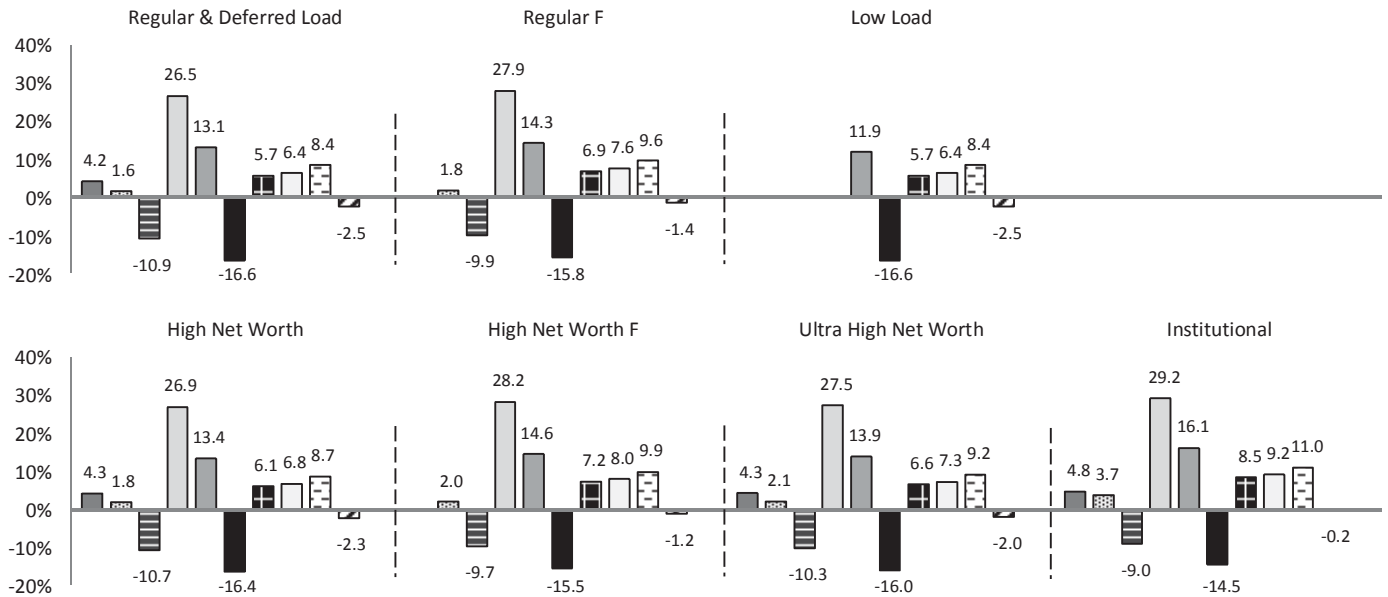 Regular & Deferred Load Regular F Low Load
40%
30%
20%
10%
0%
-10%
-20%
4.2 1.6 -10.9 26.5 13.1 -16.6 5.7 6.4 8.4 -2.5
1.8 -9.9 27.9 14.3 -15.8 6.9 7.6 9.6 -1.4
11.9 -16.6 5.7 6.4 8.4 -2.5
High Net Worth High Net Worth F Ultra High Net Worth Institutional
40%
30%
20%
10%
0%
-10%
-20%
4.3 1.8 -10.7 26.9 13.4 -16.4 6.1 6.8 8.7 -2.3
2.0 -9.7 28.2 14.6 -15.5 7.2 8.0 9.9 -1.2
4.3 2.1 -10.3 27.5 13.9 -16.0 6.6 7.3 9.2 -2.0
4.8 3.7 -9.0 29.2 16.1 -14.5 8.5 9.2 11.0 -0.2